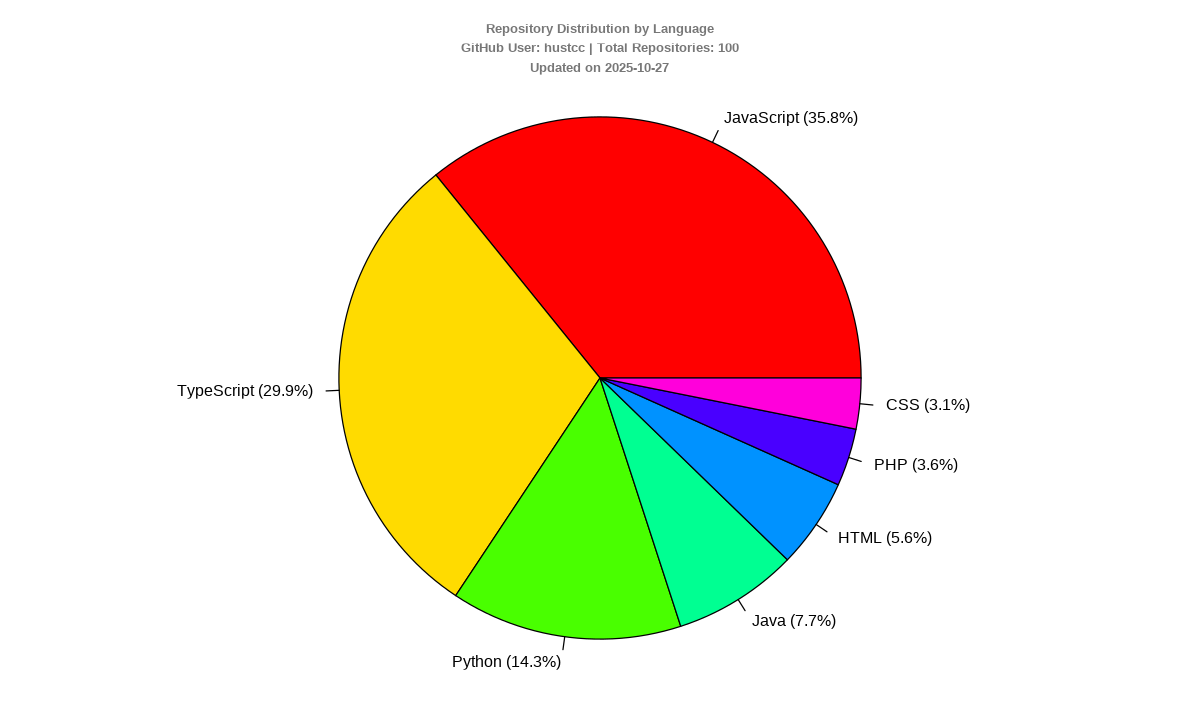 Repository Distribution by Language
GitHub User: hustcc | Total Repositories: 100
Updated on 2025-10-27
JavaScript (35.8%)
TypeScript (29.9%)
CSS (3.1%)
PHP (3.6%)
HTML (5.6%)
Java (7.7%)
Python (14.3%)